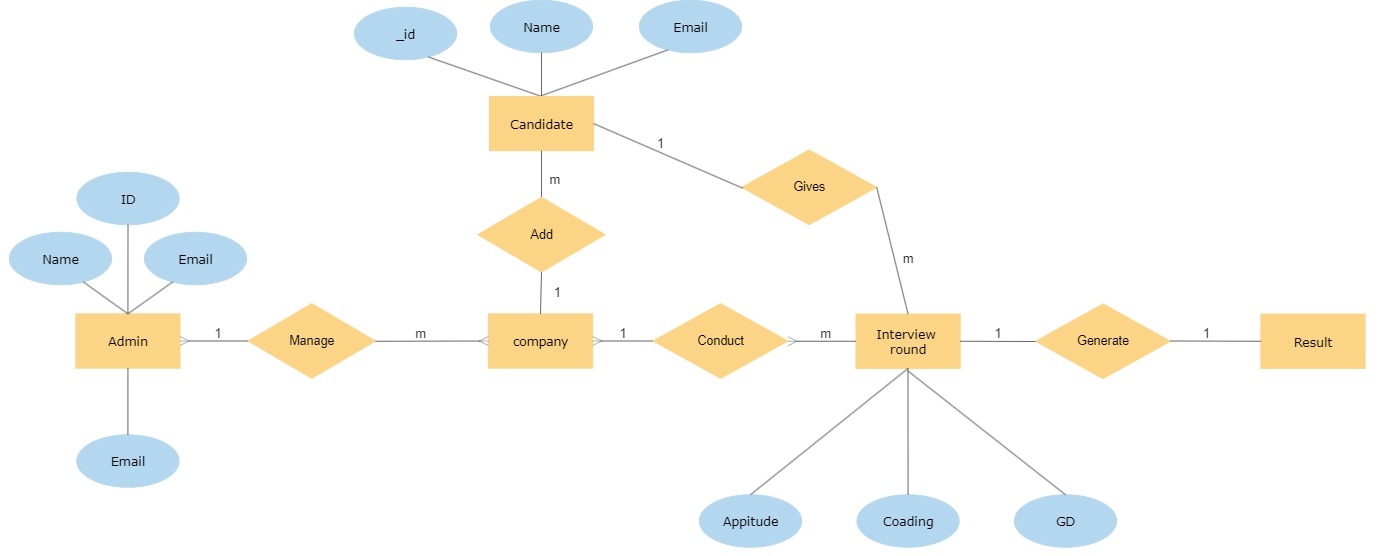 _id
Name
Email
Candidate
1
Gives
m
m
Add
1
ID
Name
Email
Admin
1
Manage
m
company
1
Conduct
m
Interview
round
1
Generate
1
Result
Email
Appitude
Coading
GD